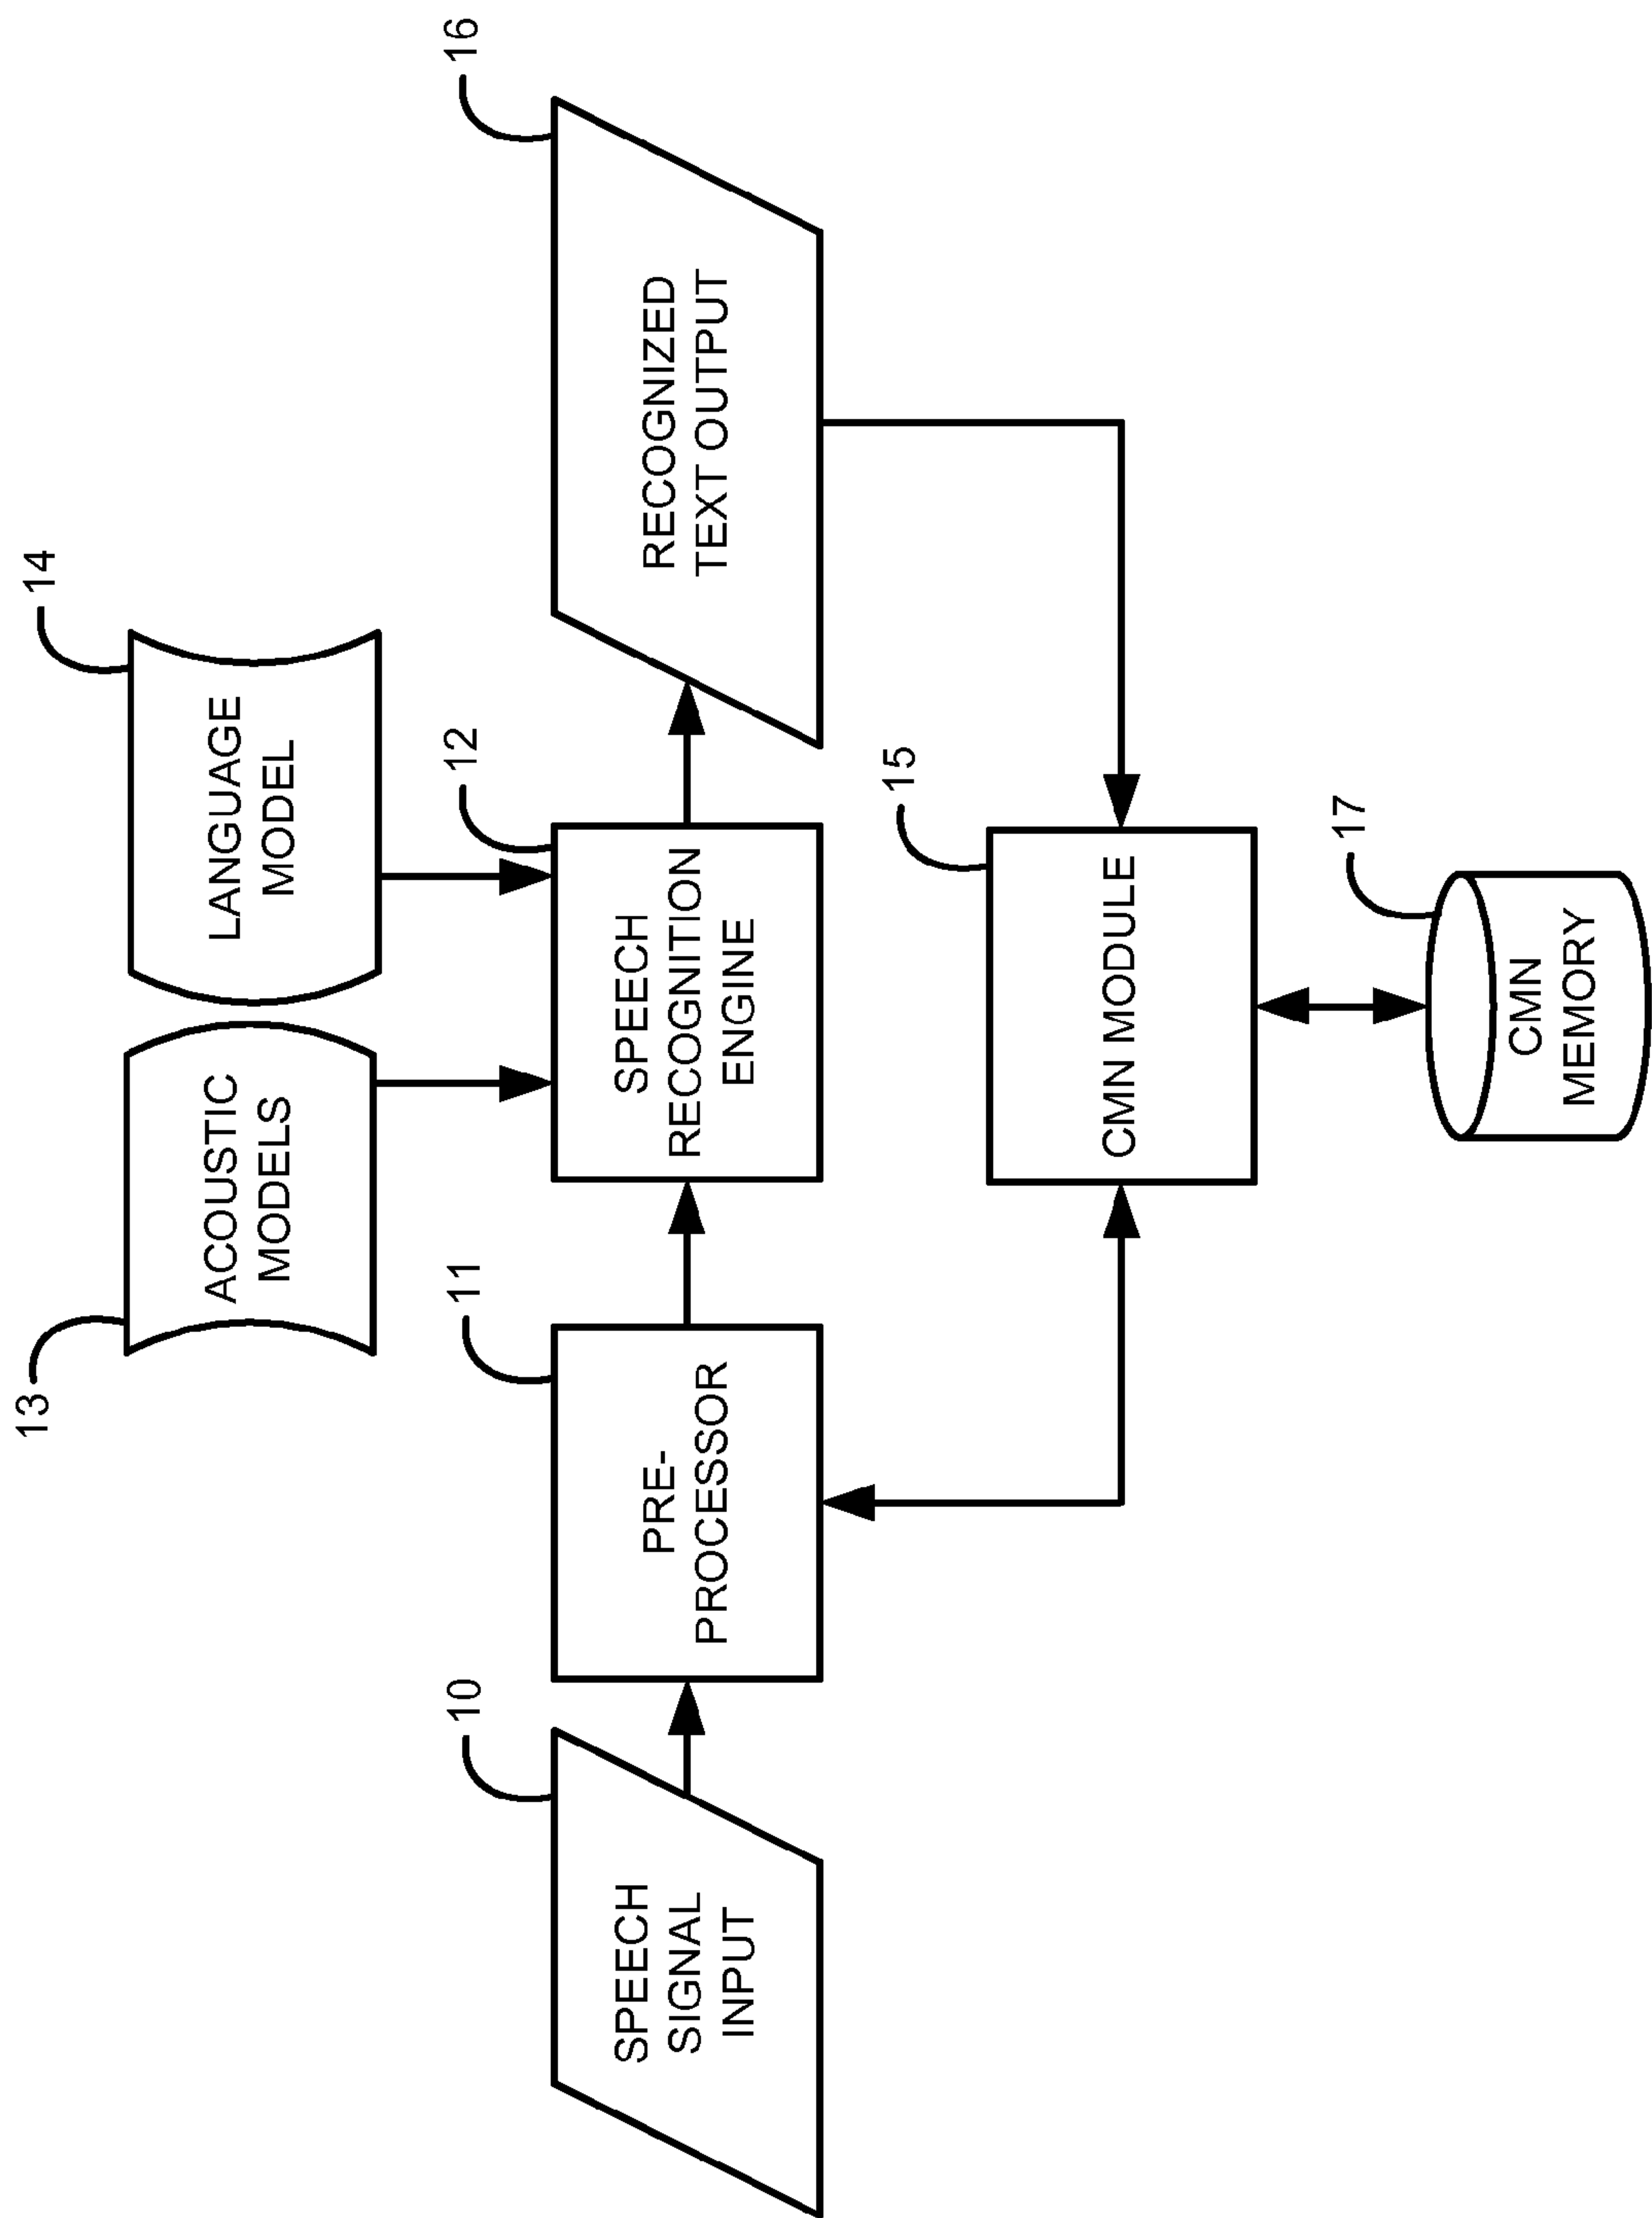 13
ACOUSTIC
MODELS
14
LANGUAGE
MODEL
10
SPEECH
SIGNAL
INPUT
11
PRE-
PROCESSOR
12
SPEECH
RECOGNITION
ENGINE
16
RECOGNIZED
TEXT OUTPUT
15
CMN MODULE
17
CMN
MEMORY